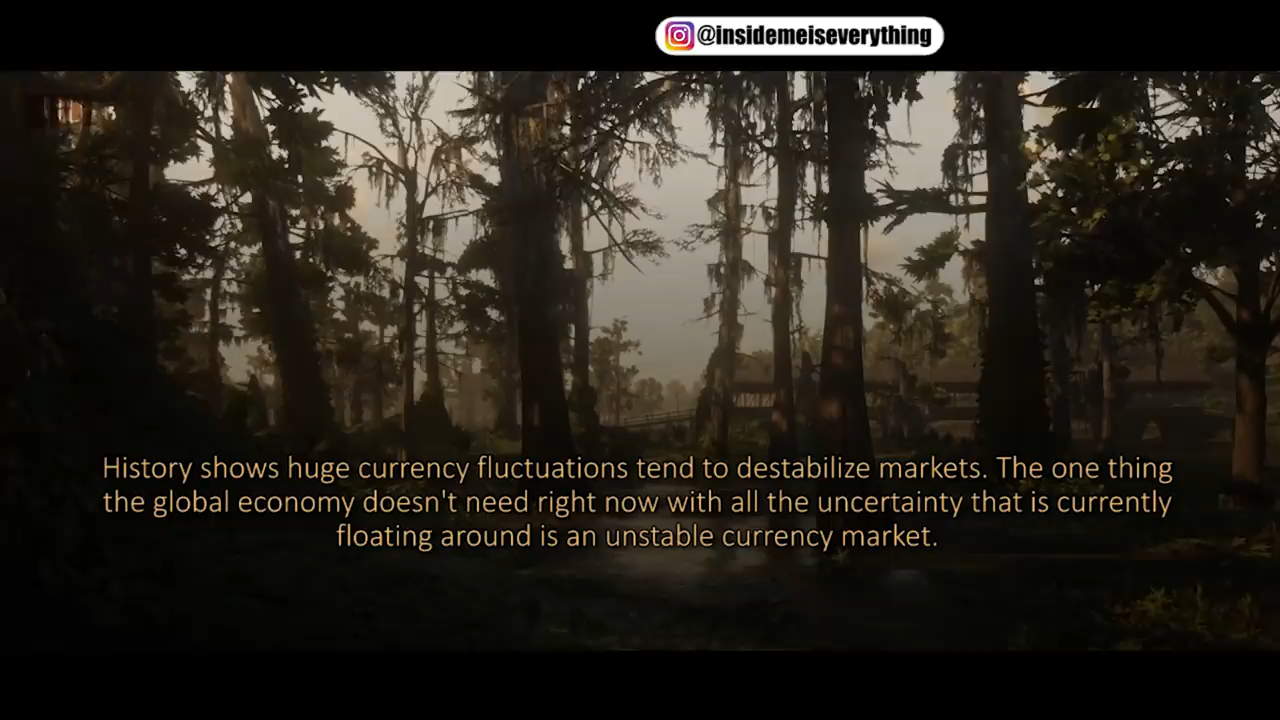 @insidemeiseverything
History shows huge currency fluctuations tend to destabilize markets. The one thing
the global economy doesn't need right now with all the uncertainty that is currently
floating around is an unstable currency market.